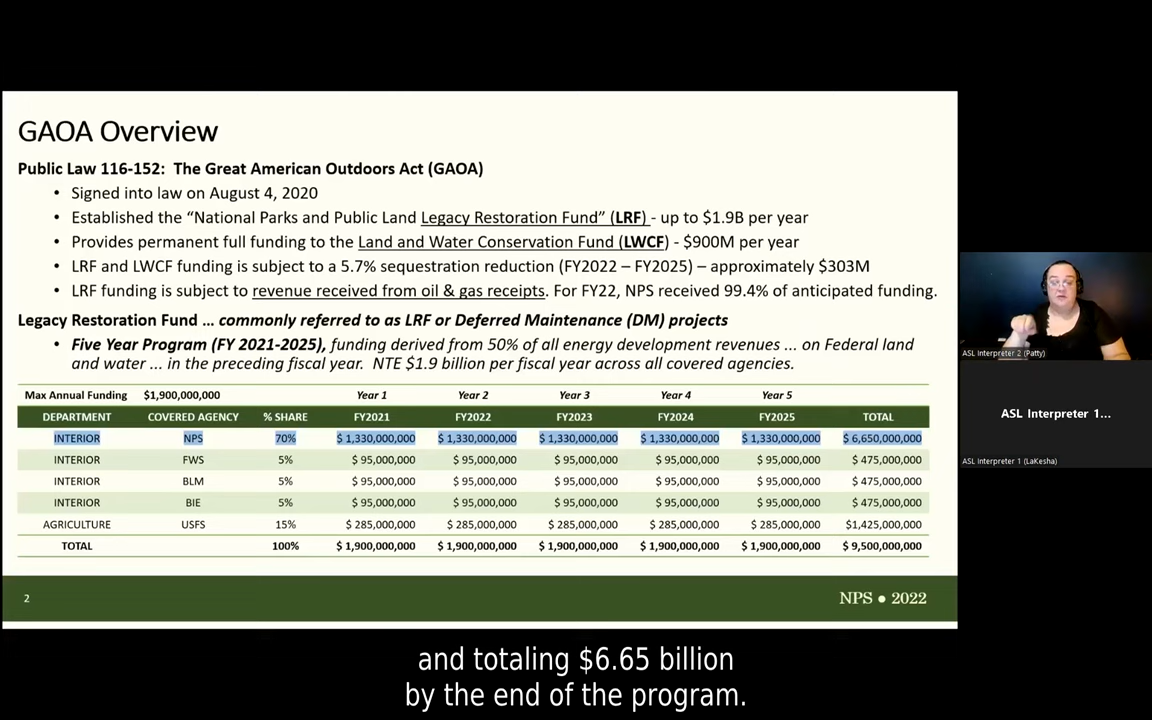 GAOA Overview
Public Law 116-152: The Great American Outdoors Act (GAOA)
• Signed into law on August 4, 2020
• Established the “National Parks and Public Land Legacy Restoration Fund” (LRF) - up to $1.9B per year
• Provides permanent full funding to the Land and Water Conservation Fund (LWCF) - $900M per year
• LRF and LWCF funding is subject to a 5.7% sequestration reduction (FY2022 – FY2025) – approximately $303M
• LRF funding is subject to revenue received from oil & gas receipts. For FY22, NPS received 99.4% of anticipated funding.
Legacy Restoration Fund ... commonly referred to as LRF or Deferred Maintenance (DM) projects
• Five Year Program (FY 2021-2025), funding derived from 50% of all energy development revenues ... on Federal land
and water ... in the preceding fiscal year. NTE $1.9 billion per fiscal year across all covered agencies.
Max Annual Funding $1,900,000,000 Year 1 Year 2 Year 3 Year 4 Year 5
DEPARTMENT COVERED AGENCY % SHARE FY2021 FY2022 FY2023 FY2024 FY2025 TOTAL
INTERIOR NPS 70% $ 1,330,000,000 $ 1,330,000,000 $ 1,330,000,000 $ 1,330,000,000 $ 1,330,000,000 $ 6,650,000,000
INTERIOR FWS 5% $ 95,000,000 $ 95,000,000 $ 95,000,000 $ 95,000,000 $ 95,000,000 $ 475,000,000
INTERIOR BLM 5% $ 95,000,000 $ 95,000,000 $ 95,000,000 $ 95,000,000 $ 95,000,000 $ 475,000,000
INTERIOR BIE 5% $ 95,000,000 $ 95,000,000 $ 95,000,000 $ 95,000,000 $ 95,000,000 $ 475,000,000
AGRICULTURE USFS 15% $ 285,000,000 $ 285,000,000 $ 285,000,000 $ 285,000,000 $ 285,000,000 $1,425,000,000
TOTAL 100% $ 1,900,000,000 $ 1,900,000,000 $ 1,900,000,000 $ 1,900,000,000 $ 1,900,000,000 $ 9,500,000,000
2
NPS • 2022
ASL Interpreter 2 (Patty)
ASL Interpreter 1...
ASL Interpreter 1 (LaKesha)
and totaling $6.65 billion
by the end of the program.